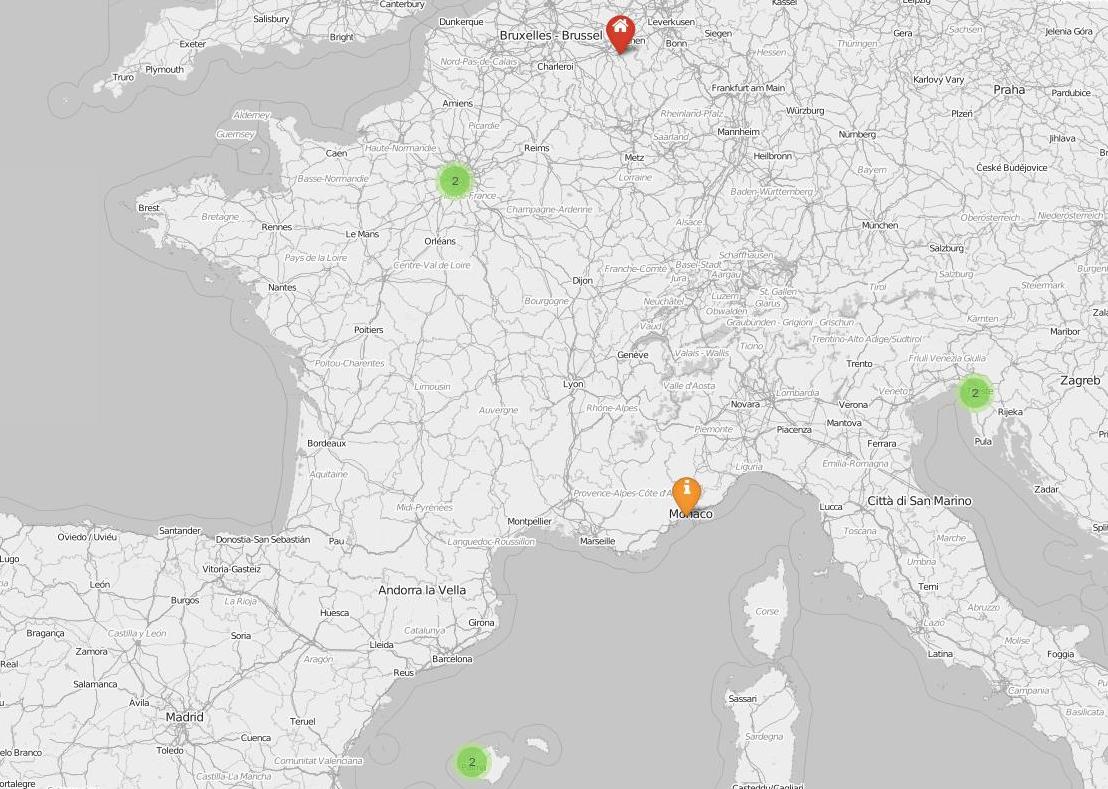 Canterbury
Kassel
Leipzig
Salisbury
Dunkerque
Leverkusen
Exeter
Bright
Bruxelles - Brussel
Siegen
Gera
Sachsen
Jelenia Góra
Bonn
Thüringen
Hessen
Nord-Pas-de-Calais
Charleroi
Plymouth
Truro
Karlovy Vary
Frankfurt am Main
Praha
Pardubice
Amiens
Würzburg
Plzeň
Alderney
Rheinland-Pfalz
Picardie
Guernsey
Mannheim
Nürnberg
Saarland
Jihlava
Haute-Normandie
Reims
Caen
Metz
Heilbronn
České Budějovice
Bayern
Basse-Normandie
Lorraine
2
Baden-Württemberg
Brest
Champagne-Ardenne
Bretagne
Oberösterreich
Niederösterreich
Rennes
Alsace
München
Le Mans
Orléans
Salzburg
Pays de la Loire
Schaffhausen
Centre-Val de Loire
Franche-Comté
Basel-Stadt
Jura
Aargau
Salzburg
Dijon
Nantes
St. Gallen
Tirol
Steiermark
Bourgogne
Neuchâtel
Luzern
Glarus
Obwalden
Kärnten
Vaud
Graubünden - Grigioni - Grischun
Poitiers
Maribor
Trentino-Alto Adige/Südtirol
Ticino
Genève
Valais - Wallis
Friuli Venezia Giulia
Poitou-Charentes
Trento
Zagreb
Lyon
Limousin
Valle d'Aosta
Lombardia
Veneto
2
Novara
Verona
Auvergne
Rhône-Alpes
Rijeka
Mantova
Piemonte
Piacenza
Bordeaux
Ferrara
Pula
Emilia-Romagna
Liguria
Aquitaine
Zadar
Provence-Alpes-Côte d'A
Città di San Marino
Mid-Pyrénées
Lucca
Monaco
Montpellier
Santander
Toscana
Oviedo / Uviéu
Donostia-San Sebastián
Pau
Languedoc-Roussillon
Marseille
Marche
Lugo
Vitoria-Gasteiz
Umbria
León
Andorra la Vella
Terni
Burgos
La Rioja
Abruzzo
Corse
Huesca
Girona
Lazio
Bragança
Castilla y León
Soria
Catalunya
Molise
Lleida
Zamora
Aragón
Barcelona
Latina
Foggia
Real
Reus
Salamanca
Campania
Sassari
Ávila
Madrid
Teruel
Basilicata
Cuenca
Sardegna
Toledo
elo Branco
Comunitat Valenciana
2
Castilla-La Mancha
ortalegre
Casteddu/Cagliari